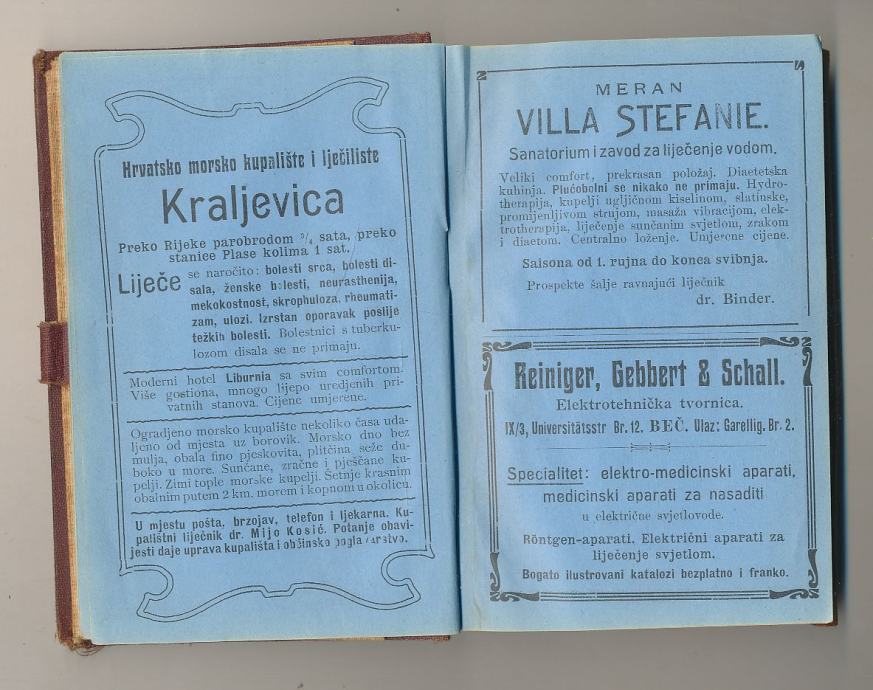 Hrvatsko morsko kupalište i lječiliste
Kraljevica
Preko Rijeke parobrodom ³/₄ sata, preko
stanice Plase kolima 1 sat.
Liječe se naročito: bolesti srca, bolesti di-
sala, ženske bolesti, neurasthenija,
mekokostnost, skrophuloza, rheumati-
zam, ulozi. Izrstan oporavak poslije
težkih bolesti. Bolestnici s tuberku-
lozom disala se ne primaju.
Moderni hotel Liburnia sa svim comfortom.
Više gostiona, mnogo lijepo uredjenih pri-
vatnih stanova. Cijene umjerene.
Ogradjeno morsko kupalište nekoliko časa uda-
ljeno od mjesta uz borovik. Morsko dno bez
mulja, obala fino pjeskovita, plitčina seže du-
boko u more. Sunčane, zračne i pješčane ku-
pelji. Zimi tople morske kupelji. Šetnje krasnim
obalnim putem 2 km. morem i kopnom u okolicu.
U mjestu pošta, brzojav, telefon i ljekarna. Ku-
palištni liječnik dr. Mijo Kosić. Potanje obavi-
jesti daje uprava kupališta i obćinsko poglavarstvo.
MERAN
VILLA STEFANIE.
Sanatorium i zavod za liječenje vodom.
Veliki comfort, prekrasan položaj. Diaetetska
kuhinja. Plućobolni se nikako ne primaju. Hydro-
therapija, kupelji ugljičnom kiselinom, slatinske,
promijenljivom strujom, masaža vibracijom, elek-
trotherapija, liječenje sunčanim svjetlom, zrakom
i diaetom. Centralno loženje. Umjerene cijene.
Saisona od 1. rujna do konca svibnja.
Prospekte šalje ravnajući liječnik
dr. Binder.
Reiniger, Gebbert & Schall.
Elektrotehnička tvornica.
IX/3, Universitätsstr Br. 12. BEČ. Ulaz: Garellig. Br. 2.
Specialitet: elektro-medicinski aparati,
medicinski aparati za nasaditi
u električne svjetlovode.
Röntgen-aparati. Električni aparati za
liječenje svjetlom.
Bogato ilustrovani katalozi bezplatno i franko.